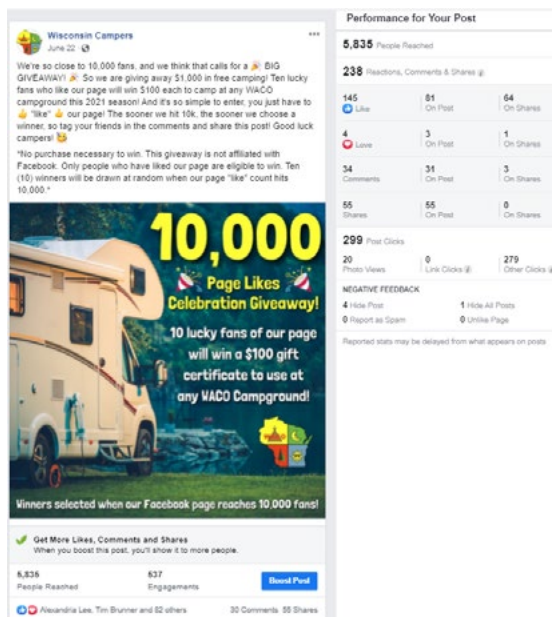 Wisconsin Campers
June 22
We're so close to 10,000 fans, and we think that calls for a 🎉 BIG
GIVEAWAY! 🎉 So we are giving away $1,000 in free camping! Ten lucky
fans who like our page will win $100 each to camp at any WACO
campground this 2021 season! And it's so simple to enter, you just have to
👍 "like" 👍 our page! The sooner we hit 10k, the sooner we choose a
winner, so tag your friends in the comments and share this post! Good luck
campers! 🥳
*No purchase necessary to win. This giveaway is not affiliated with
Facebook. Only people who have liked our page are eligible to win. Ten
(10) winners will be drawn at random when our page "like" count hits
10,000.*
10,000
Page Likes
Celebration Giveaway!
10 lucky fans of our page
will win a $100 gift
certificate to use at
any WACO Campground!
Winners selected when our Facebook page reaches 10,000 fans!
Get More Likes, Comments and Shares
When you boost this post, you'll show it to more people.
5,835 637
People Reached Engagements Boost Post
Alexandria Lee, Tim Brunner and 82 others 30 Comments 55 Shares
Performance for Your Post
5,835 People Reached
238 Reactions, Comments & Shares
145 81 64
Like On Post On Shares
4 3 1
Love On Post On Shares
34 31 3
Comments On Post On Shares
55 55 0
Shares On Post On Shares
299 Post Clicks
20 0 279
Photo Views Link Clicks Other Clicks
NEGATIVE FEEDBACK
4 Hide Post 1 Hide All Posts
0 Report as Spam 0 Unlike Page
Reported stats may be delayed from what appears on posts